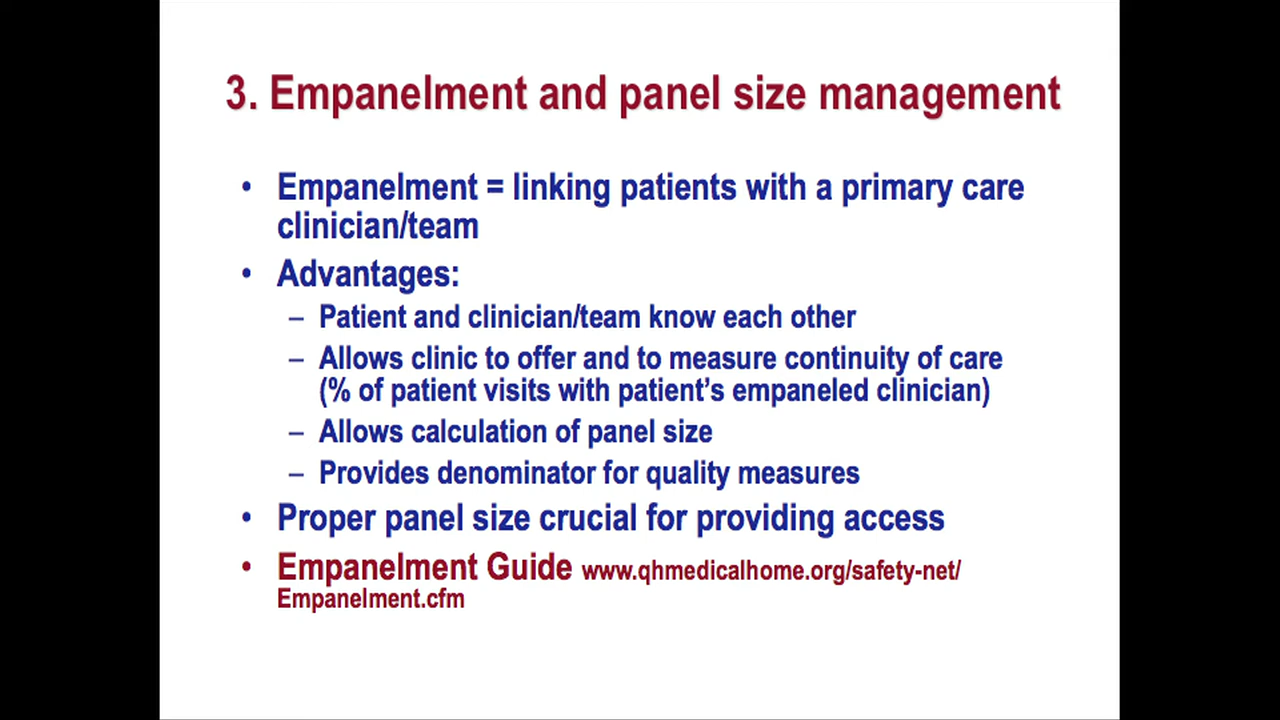 3. Empanelment and panel size management
• Empanelment = linking patients with a primary care
clinician/team
• Advantages:
– Patient and clinician/team know each other
– Allows clinic to offer and to measure continuity of care
(% of patient visits with patient’s empaneled clinician)
– Allows calculation of panel size
– Provides denominator for quality measures
• Proper panel size crucial for providing access
• Empanelment Guide www.qhmedicalhome.org/safety-net/
Empanelment.cfm